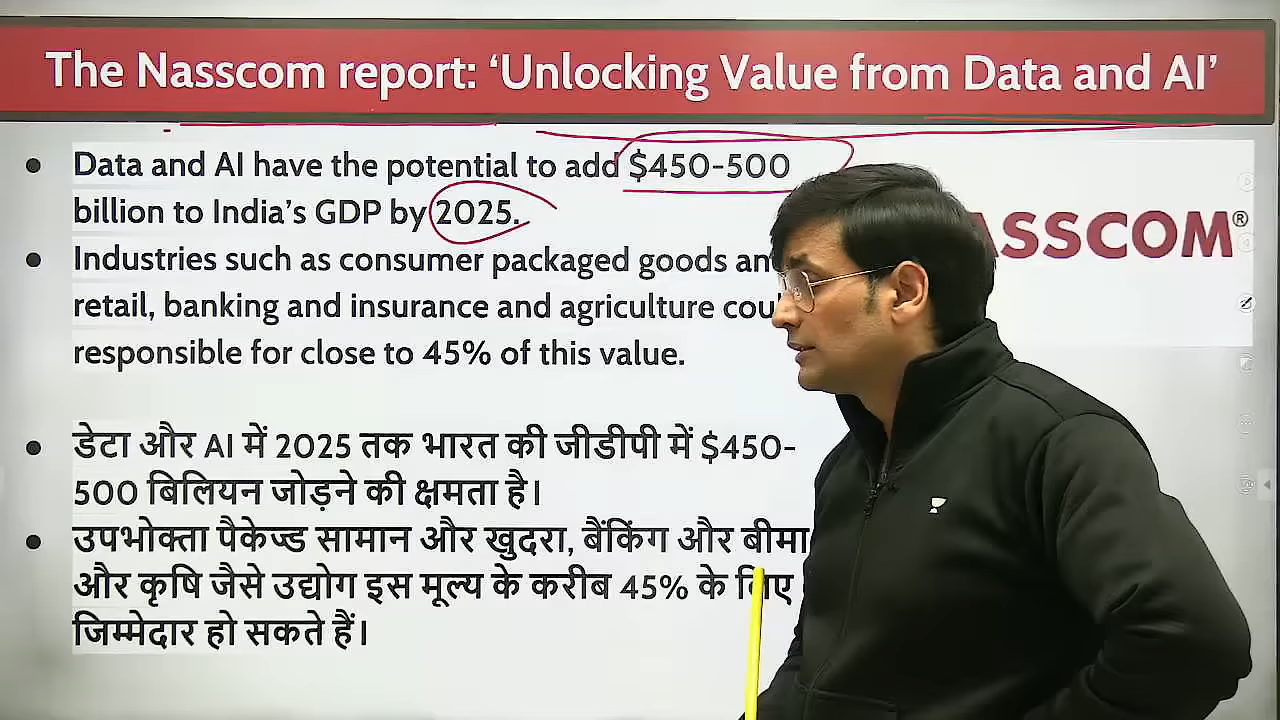 The Nasscom report: ‘Unlocking Value from Data and AI’
• Data and AI have the potential to add $450-500
billion to India’s GDP by 2025.
ASSCOM®
• Industries such as consumer packaged goods an
retail, banking and insurance and agriculture cou
responsible for close to 45% of this value.
• डेटा और AI में 2025 तक भारत की जीडीपी में $450-
500 बिलियन जोड़ने की क्षमता है।
• उपभोक्ता पैकेज्ड सामान और खुदरा, बैंकिंग और बीमा
और कृषि जैसे उद्योग इस मूल्य के करीब 45% के लिए
जिम्मेदार हो सकते हैं।